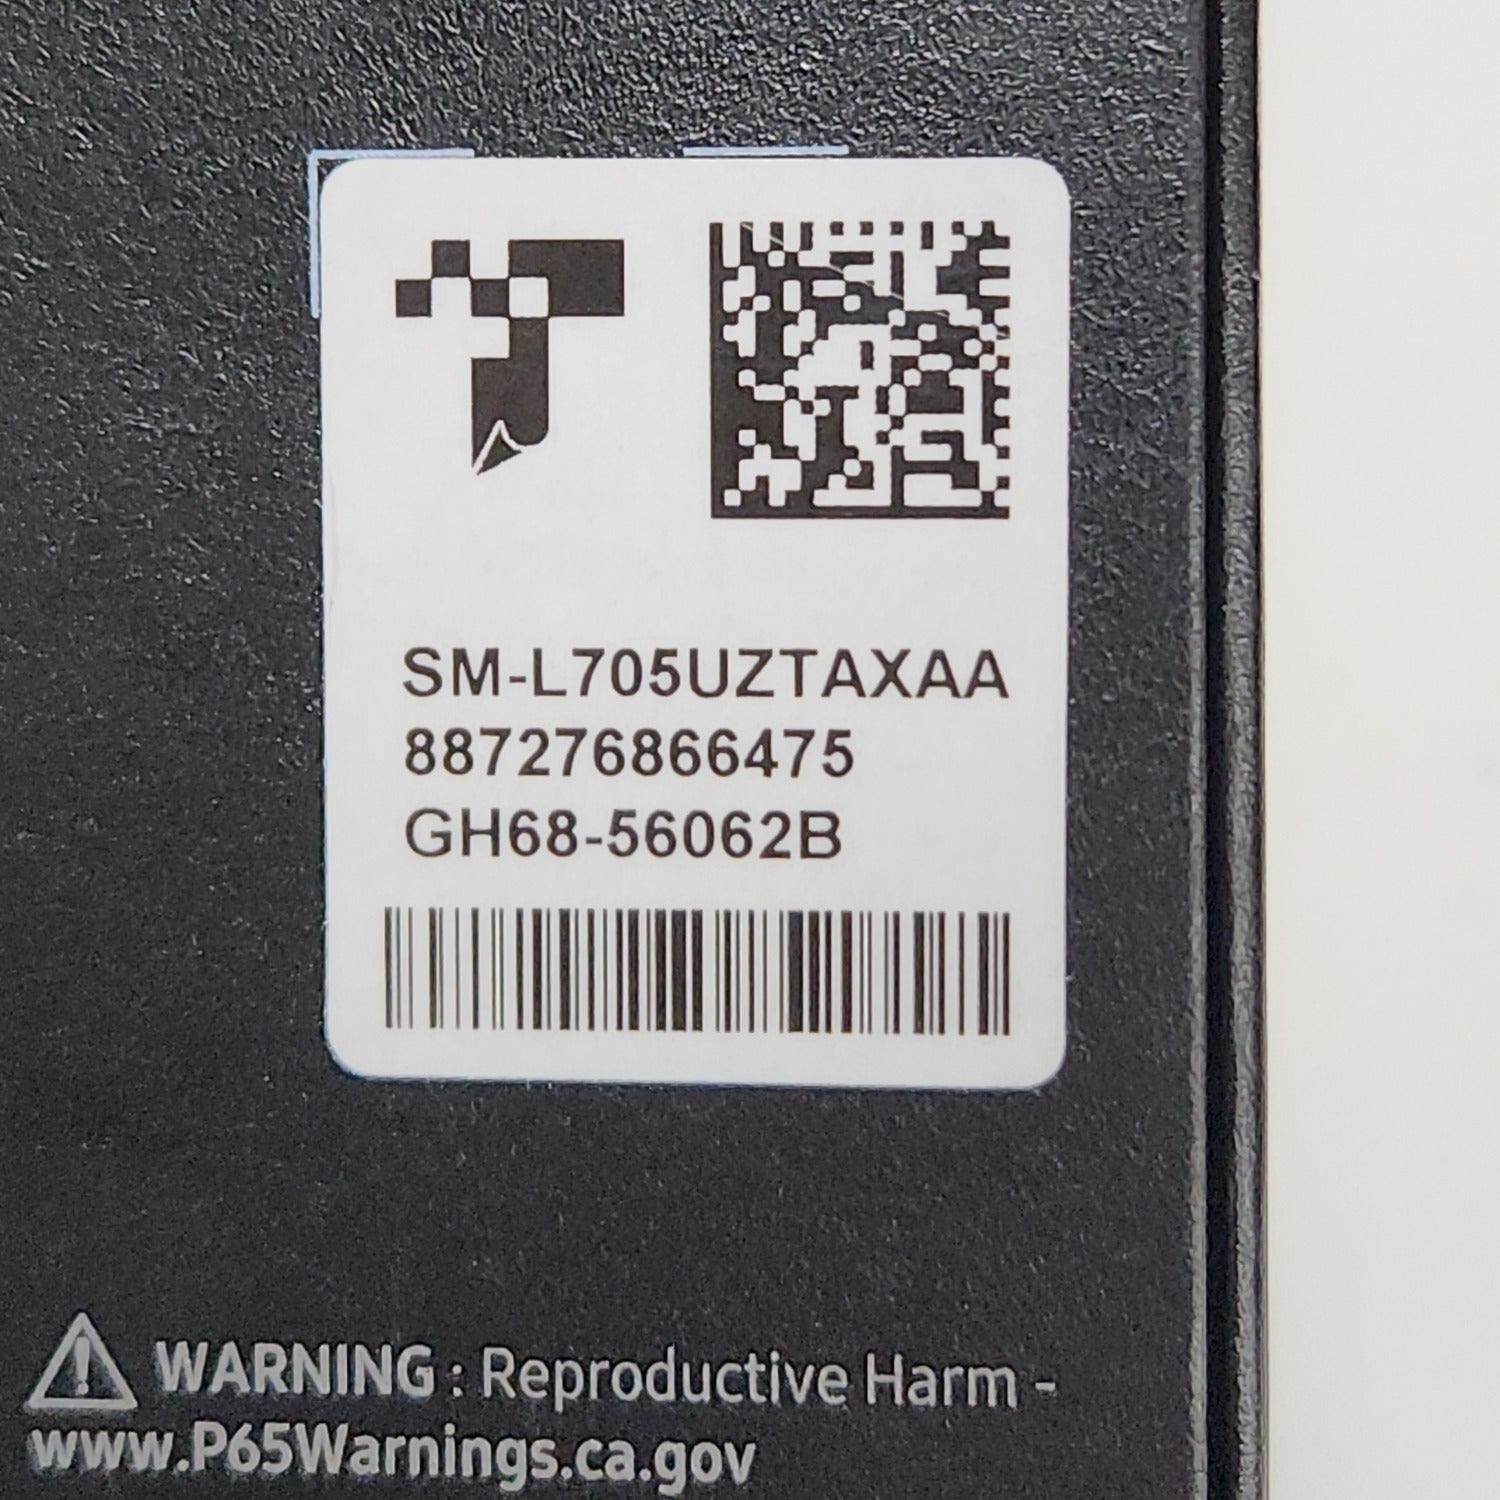 SM-L705UZTAXAA
887276866475
GH68-56062B
WARNING : Reproductive Harm -
www.P65Warnings.ca.gov